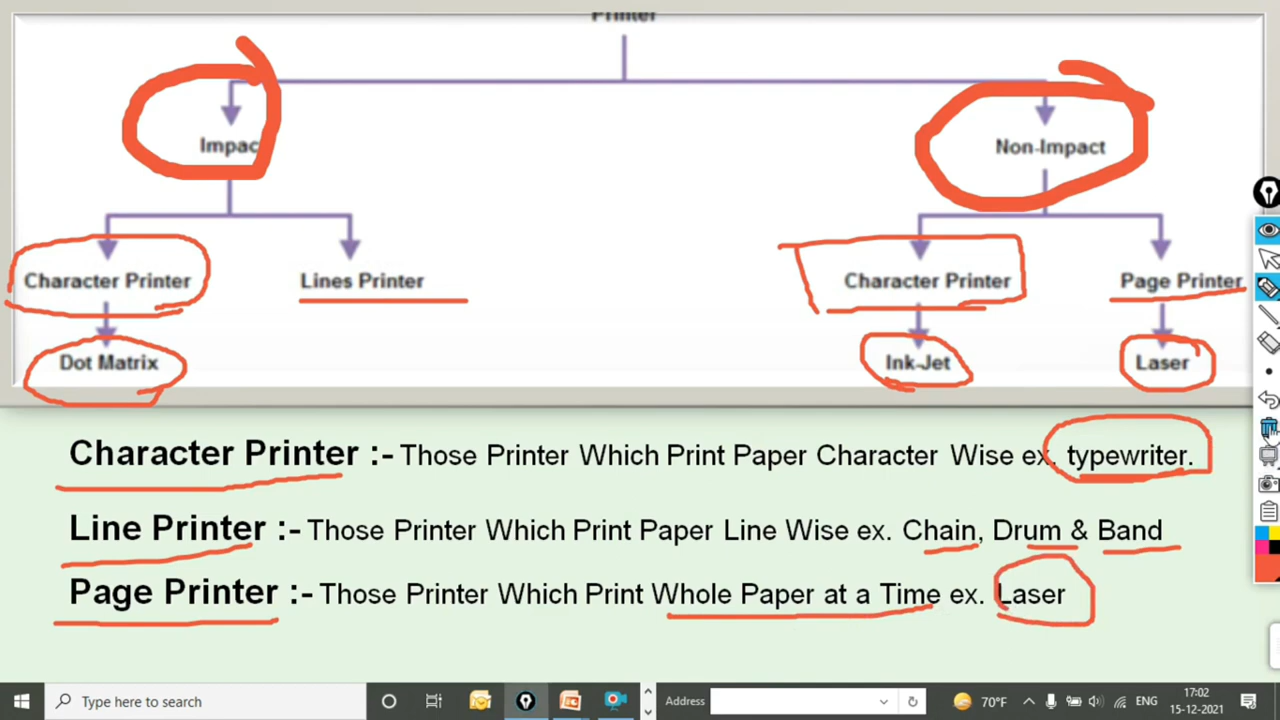 Printer
Impac
Non-Impact
Character Printer
Lines Printer
Character Printer
Page Printer
Dot Matrix
Ink-Jet
Laser
Character Printer :- Those Printer Which Print Paper Character Wise ex. typewriter.
Line Printer :- Those Printer Which Print Paper Line Wise ex. Chain, Drum & Band
Page Printer :- Those Printer Which Print Whole Paper at a Time ex. Laser
Type here to search
Address
70°F
ENG
17:02
15-12-2021